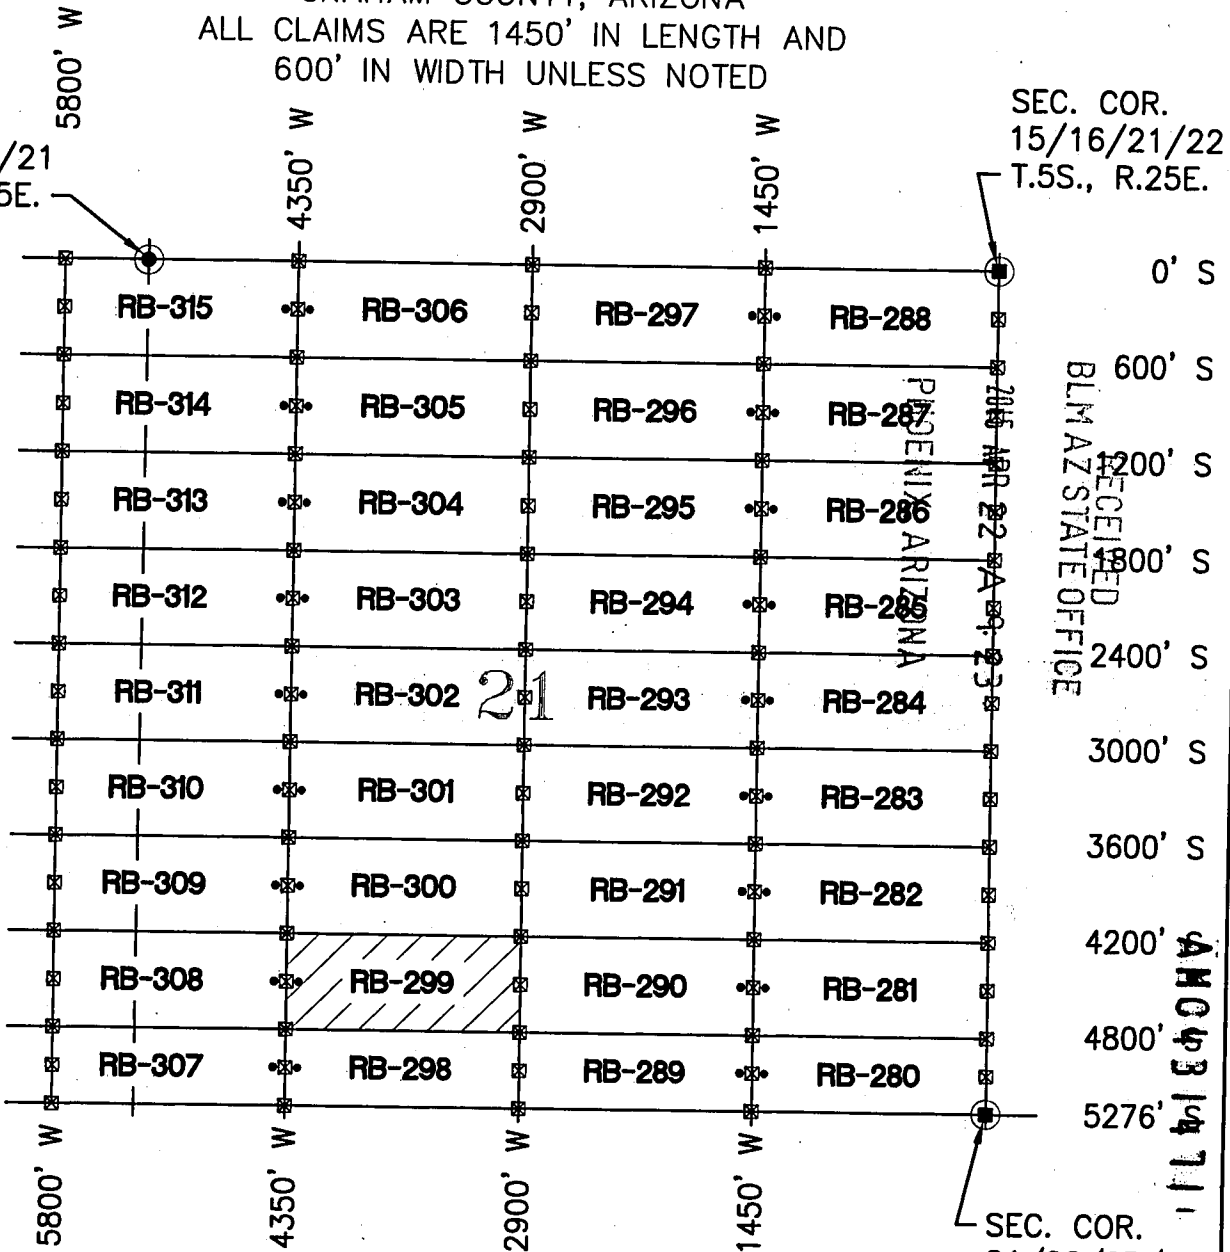 GRAHAM COUNTY, ARIZONA
ALL CLAIMS ARE 1450' IN LENGTH AND
600' IN WIDTH UNLESS NOTED
5800' W
4350' W
2900' W
1450' W
/21
5E.
SEC. COR.
15/16/21/22
T.5S., R.25E.
0' S
RB-315 RB-306 RB-297 RB-288
600' S
RB-314 RB-305 RB-296 RB-287
1200' S
RB-313 RB-304 RB-295 RB-286
1800' S
RB-312 RB-303 RB-294 RB-285
2400' S
RB-311 RB-302 21 RB-293 RB-284
3000' S
RB-310 RB-301 RB-292 RB-283
3600' S
RB-309 RB-300 RB-291 RB-282
4200' S
RB-308 RB-299 RB-290 RB-281
4800' S
RB-307 RB-298 RB-289 RB-280
5276' S
RECEIVED
BLM AZ STATE OFFICE
APR 22 A 9:23
PHOENIX ARIZONA
5800' W
4350' W
2900' W
1450' W
SEC. COR.